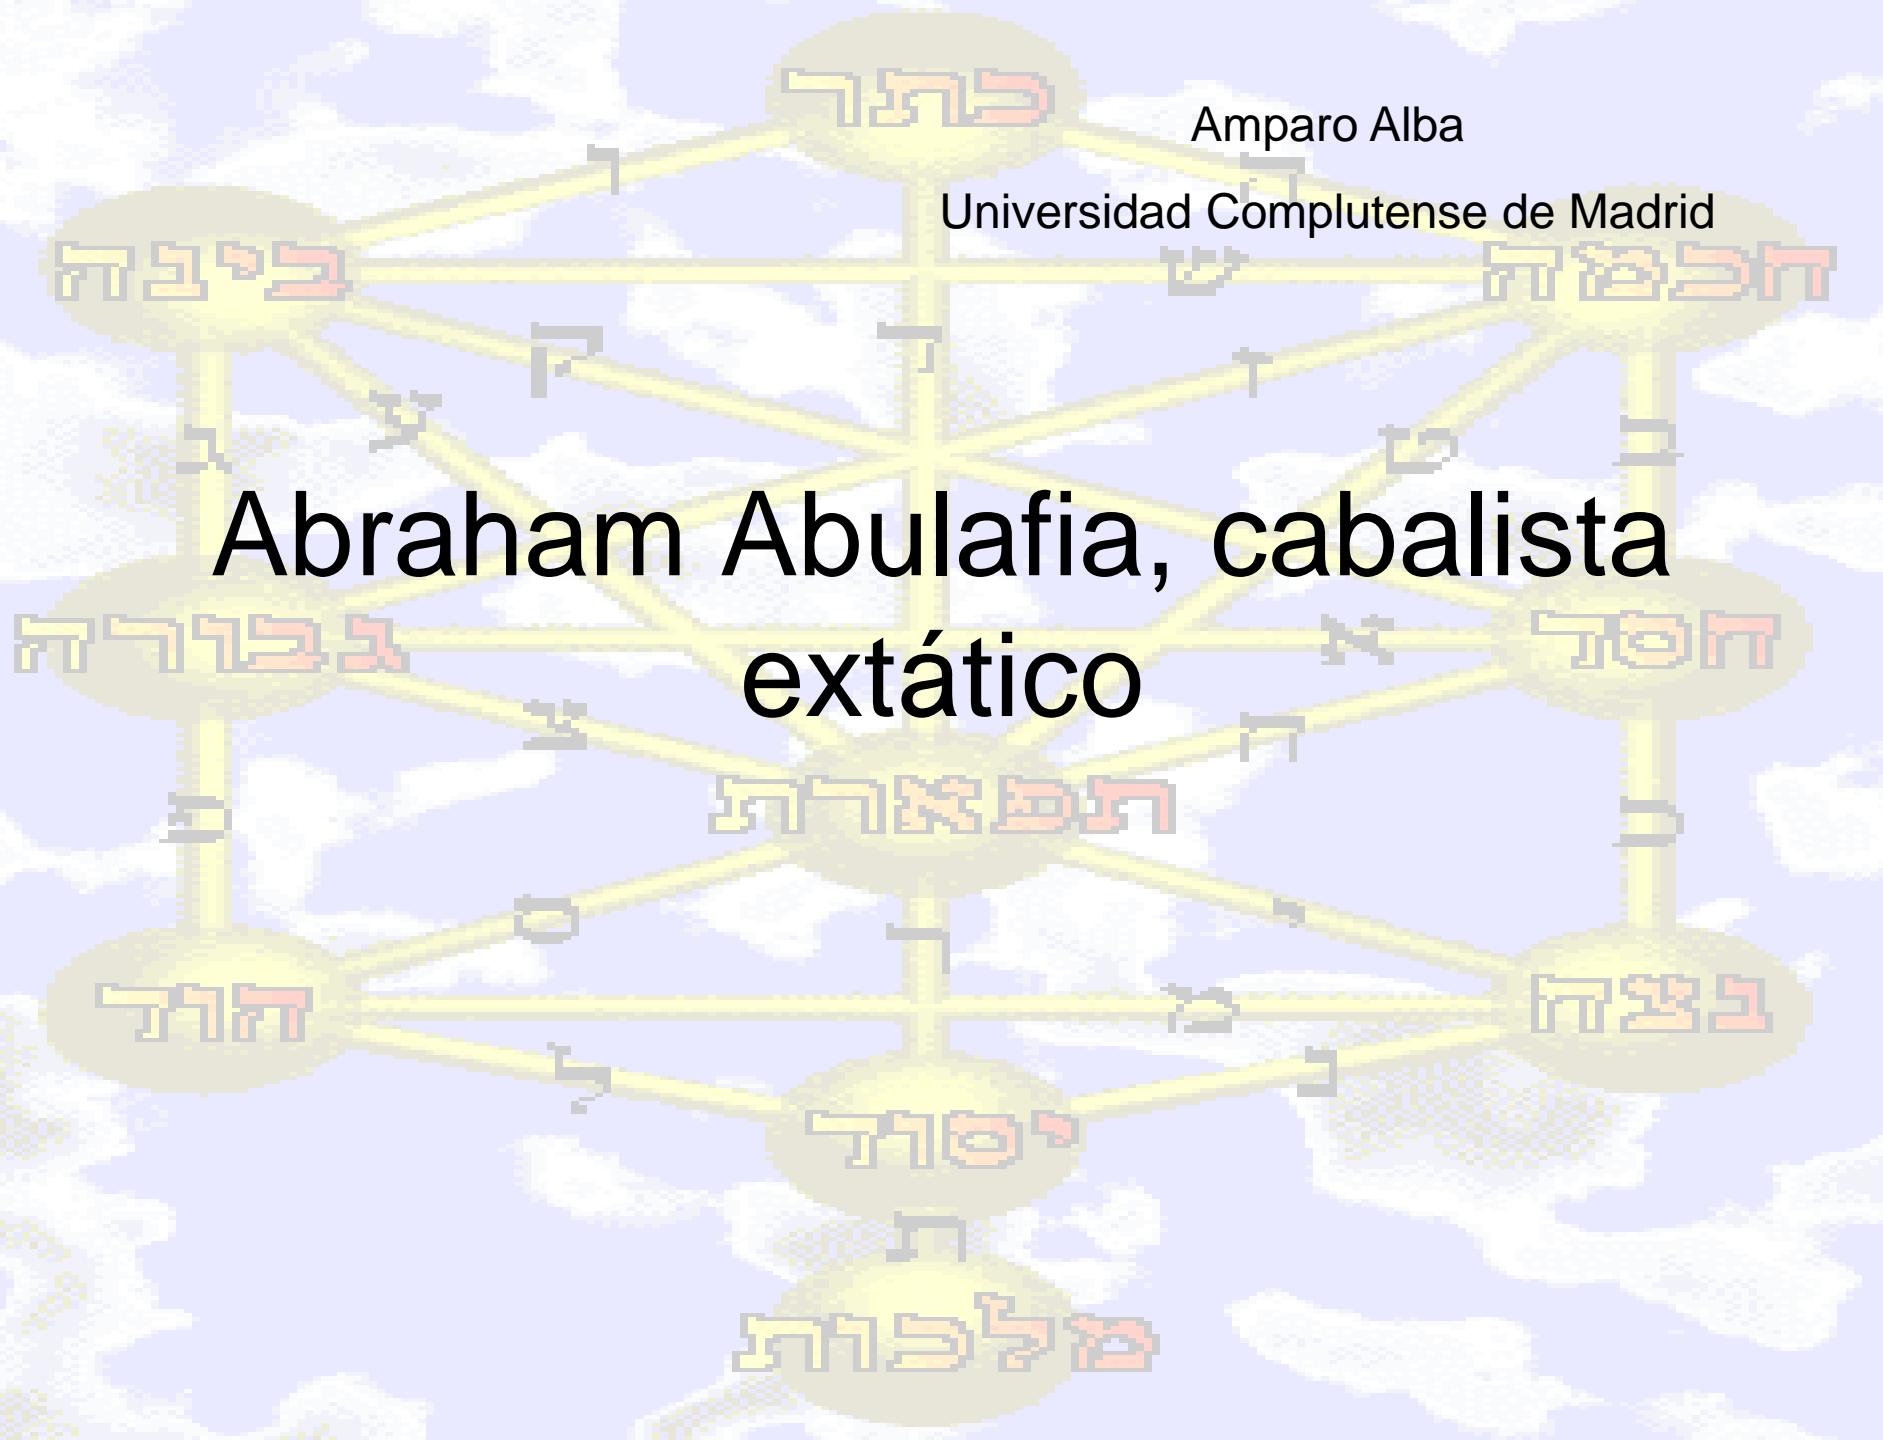 כתר
Amparo Alba
ך
ה
Universidad Complutense de Madrid
בינה
ש
חכמה
ק
ז
ע
ג
ט
ב
Abraham Abulafia, cabalista
extático
גבורה
א
חסד
צ
ח
תפארת
פ
כ
ס
ר
י
הוד
מ
נצח
ל
נ
יסוד
ת
מלכות